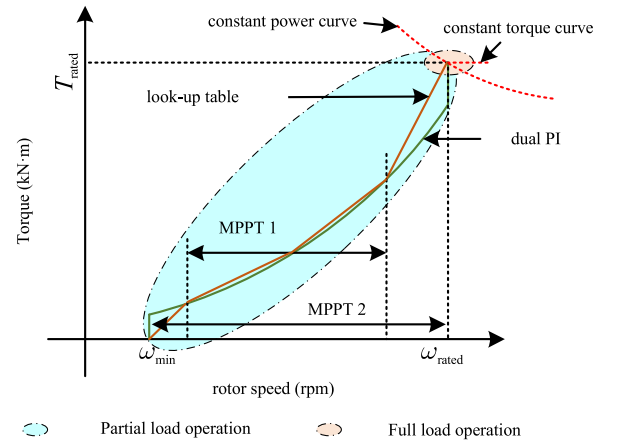 constant power curve
constant torque curve
T_rated
look-up table
dual PI
Torque (kN·m)
MPPT 1
MPPT 2
ω_min
ω_rated
rotor speed (rpm)
Partial load operation
Full load operation